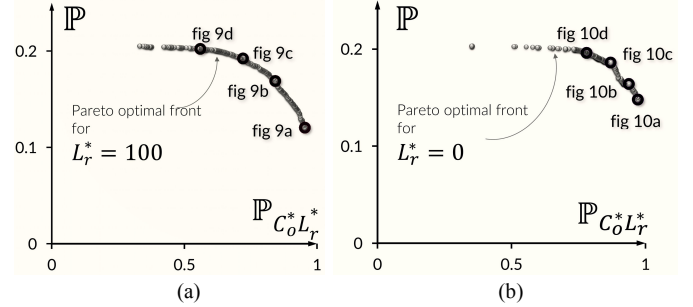 ℙ
0.2
0.1
0
0
0.5
1
fig 9d
fig 9c
fig 9b
fig 9a
Pareto optimal front
for
L*r = 100
ℙC*oL*r
(a)
ℙ
0.2
0.1
0
0
0.5
1
fig 10d
fig 10c
fig 10b
fig 10a
Pareto optimal front
for
L*r = 0
ℙC*oL*r
(b)